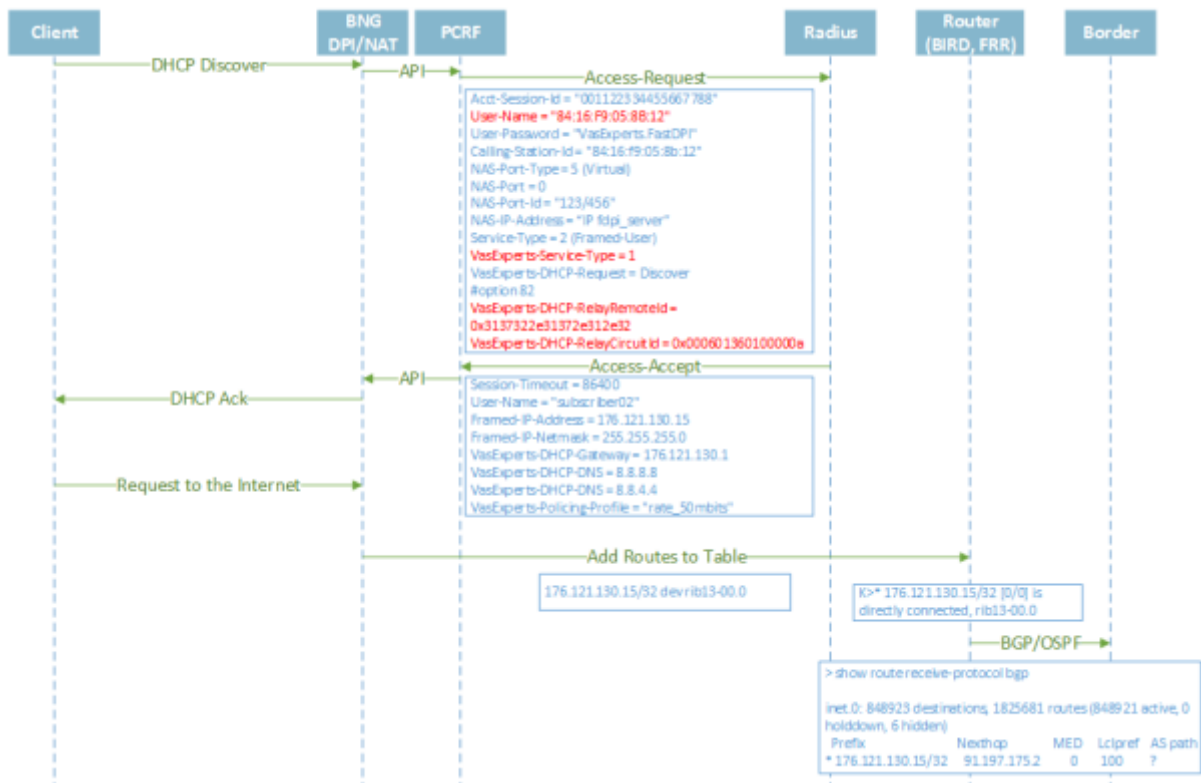 Client
BNG
DPI/NAT
PCRF
Radius
Router
(BIRD, FRR)
Border
DHCP Discover
API
Access-Request
Acct-Session-Id = "001122334455667788"
User-Name = "84:16:F9:05:8B:12"
User-Password = "VasExperts.FastDPI"
Calling-Station-Id = "84:16:f9:05:8b:12"
NAS-Port-Type = 5 (Virtual)
NAS-Port = 0
NAS-Port-Id = "123/456"
NAS-IP-Address = "IP fdpi_server"
Service-Type = 2 (Framed-User)
VasExperts-Service-Type = 1
VasExperts-DHCP-Request = Discover
#option 82
VasExperts-DHCP-RelayRemoteId =
0x3137322e31372e312e32
VasExperts-DHCP-RelayCircuitId = 0x000601360100000a
Access-Accept
API
DHCP Ack
Session-Timeout = 86400
User-Name = "subscriber02"
Framed-IP-Address = 176.121.130.15
Framed-IP-Netmask = 255.255.255.0
VasExperts-DHCP-Gateway = 176.121.130.1
VasExperts-DHCP-DNS = 8.8.8.8
VasExperts-DHCP-DNS = 8.8.4.4
VasExperts-Policing-Profile = "rate_50mbits"
Request to the Internet
Add Routes to Table
176.121.130.15/32 dev rib13-00.0
K>* 176.121.130.15/32 [0/0] is
directly connected, rib13-00.0
BGP/OSPF
> show route receive-protocol bgp
inet.0: 848923 destinations, 1825681 routes (848921 active, 0
holddown, 6 hidden)
Prefix Nexthop MED Lclpref AS path
* 176.121.130.15/32 91.197.175.2 0 100 ?